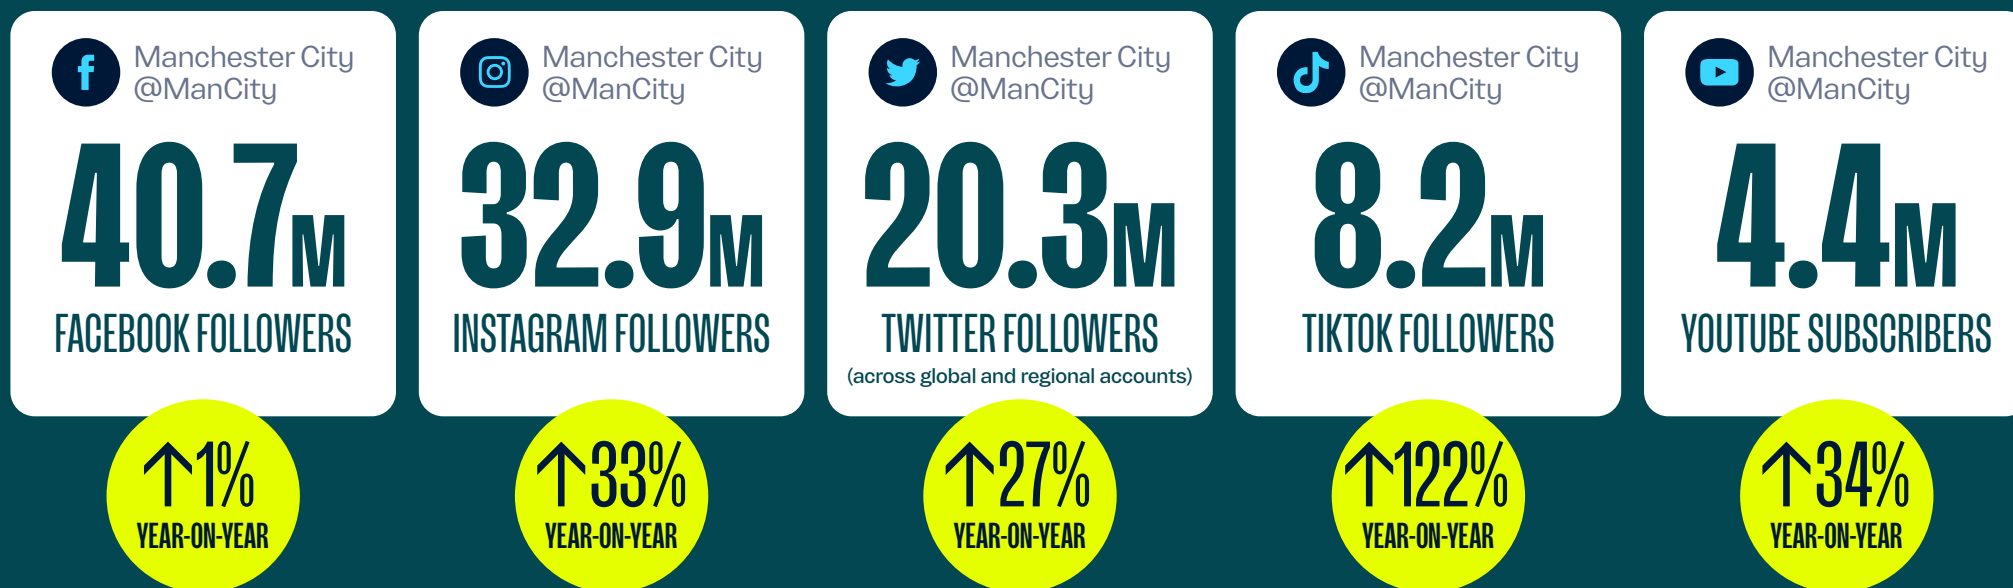 Manchester City
@ManCity
40.7M
FACEBOOK FOLLOWERS
↑1%
YEAR-ON-YEAR
Manchester City
@ManCity
32.9M
INSTAGRAM FOLLOWERS
↑33%
YEAR-ON-YEAR
Manchester City
@ManCity
20.3M
TWITTER FOLLOWERS
(across global and regional accounts)
↑27%
YEAR-ON-YEAR
Manchester City
@ManCity
8.2M
TIKTOK FOLLOWERS
↑122%
YEAR-ON-YEAR
Manchester City
@ManCity
4.4M
YOUTUBE SUBSCRIBERS
↑34%
YEAR-ON-YEAR